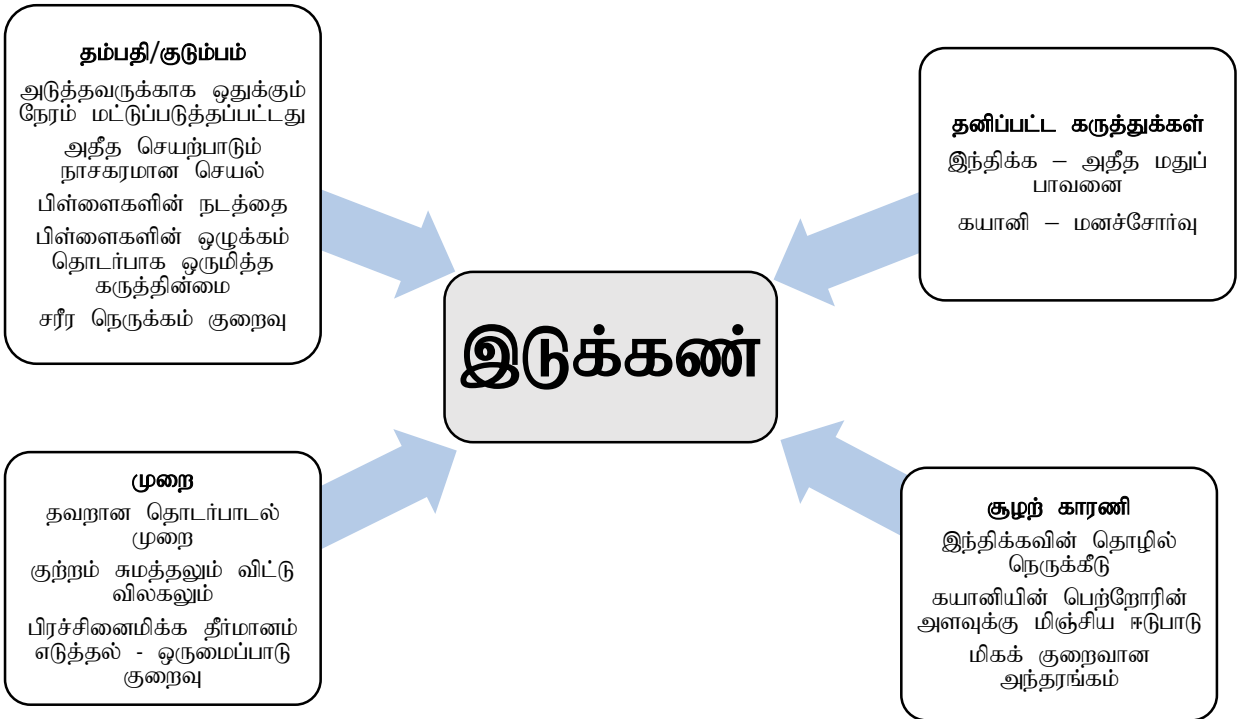 தம்பதி/குடும்பம்
அடுத்தவருக்காக ஒதுக்கும்
நேரம் மட்டுப்படுத்தப்பட்டது
அதீத செயற்பாடும்
நாசகரமான செயல்
பிள்ளைகளின் நடத்தை
பிள்ளைகளின் ஒழுக்கம்
தொடர்பாக ஒருமித்த
கருத்தின்மை
சரீர நெருக்கம் குறைவு
தனிப்பட்ட கருத்துக்கள்
இந்திக்க – அதீத மதுப்
பாவனை
கயானி – மனச்சோர்வு
இடுக்கண்
முறை
தவறான தொடர்பாடல்
முறை
குற்றம் சுமத்தலும் விட்டு
விலகலும்
பிரச்சினைமிக்க தீர்மானம்
எடுத்தல் - ஒருமைப்பாடு
குறைவு
சூழற் காரணி
இந்திக்கவின் தொழில்
நெருக்கீடு
கயானியின் பெற்றோரின்
அளவுக்கு மிஞ்சிய ஈடுபாடு
மிகக் குறைவான
அந்தரங்கம்